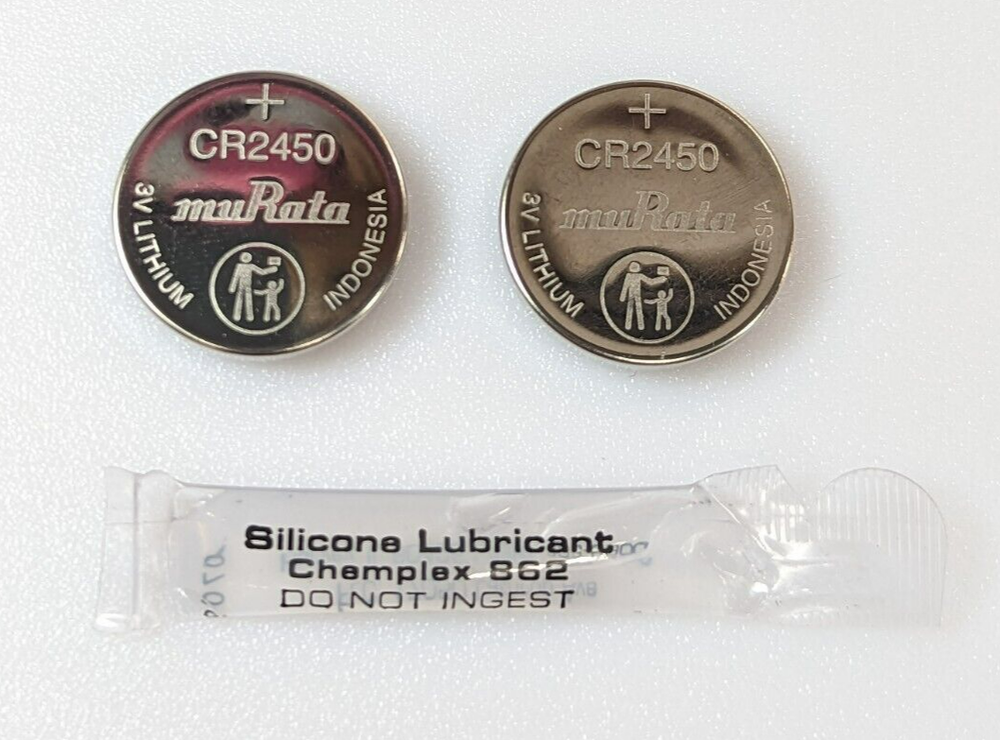 +
CR2450
muRata
3V LITHIUM
INDONESIA
+
CR2450
muRata
3V LITHIUM
INDONESIA
Silicone Lubricant
Chemplex 862
DO NOT INGEST